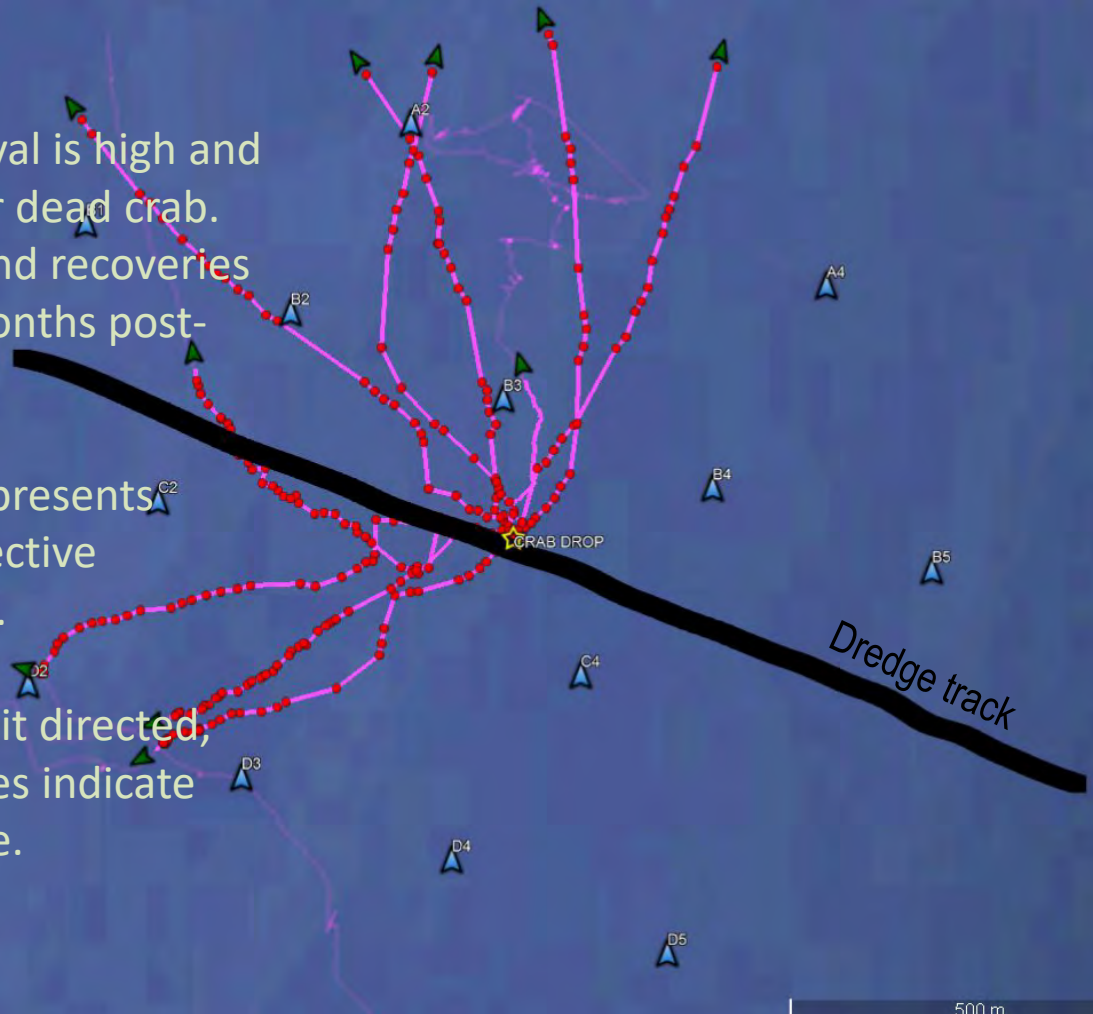 val is high and
r dead crab.
nd recoveries
onths post-
presents
ective
.
it directed,
es indicate
e.
A2
B1
B2
A4
B3
C2
B4
CRAB DROP
B5
D2
C4
Dredge track
D3
D4
D5
500 m